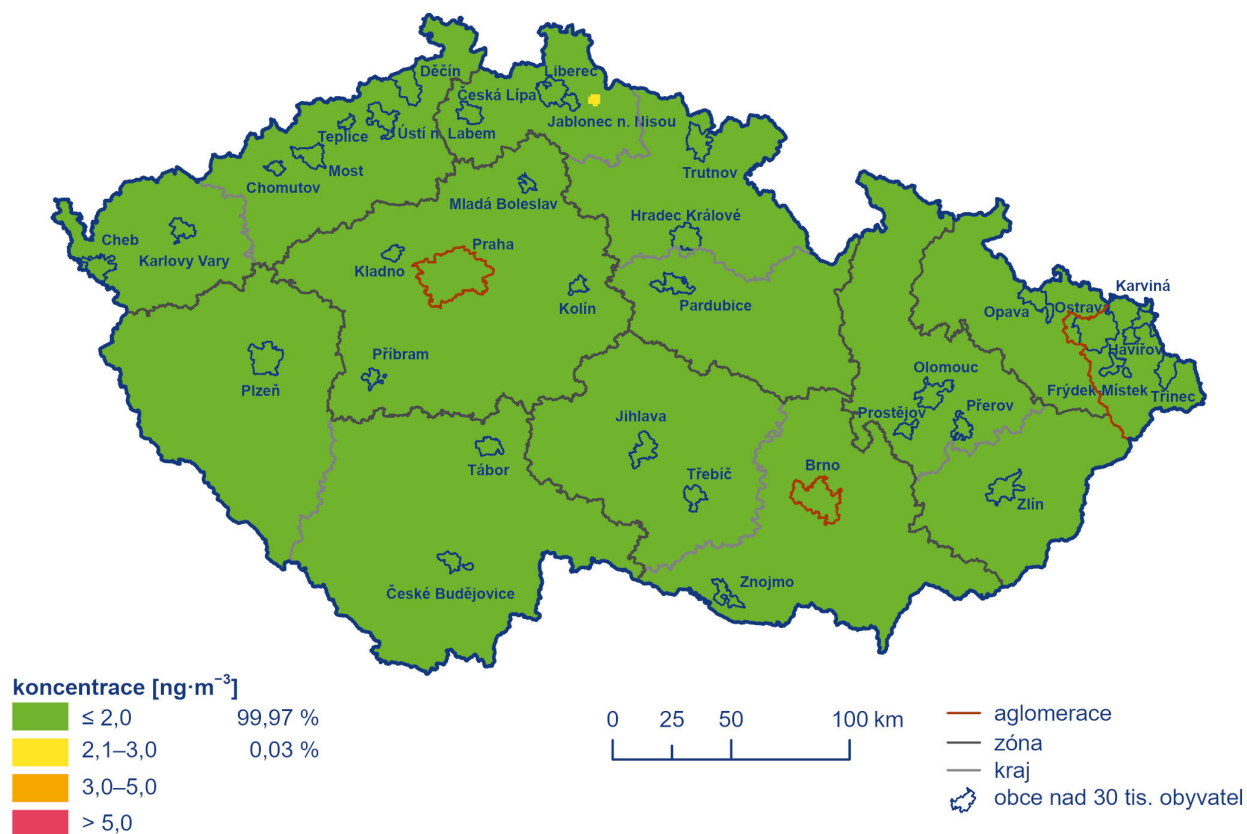 Děčín
Liberec
Česká Lípa
Jablonec n. Nisou
Teplice
Ústí n. Labem
Most
Chomutov
Trutnov
Mladá Boleslav
Hradec Králové
Cheb
Karlovy Vary
Praha
Kladno
Kolín
Pardubice
Karviná
Opava
Ostrava
Havířov
Příbram
Plzeň
Olomouc
Frýdek-Místek
Třinec
Prostějov
Přerov
Jihlava
Tábor
Třebíč
Brno
Zlín
České Budějovice
Znojmo
koncentrace [ng·m⁻³]
≤ 2,0 99,97 %
2,1–3,0 0,03 %
3,0–5,0
> 5,0
0 25 50 100 km
aglomerace
zóna
kraj
obce nad 30 tis. obyvatel